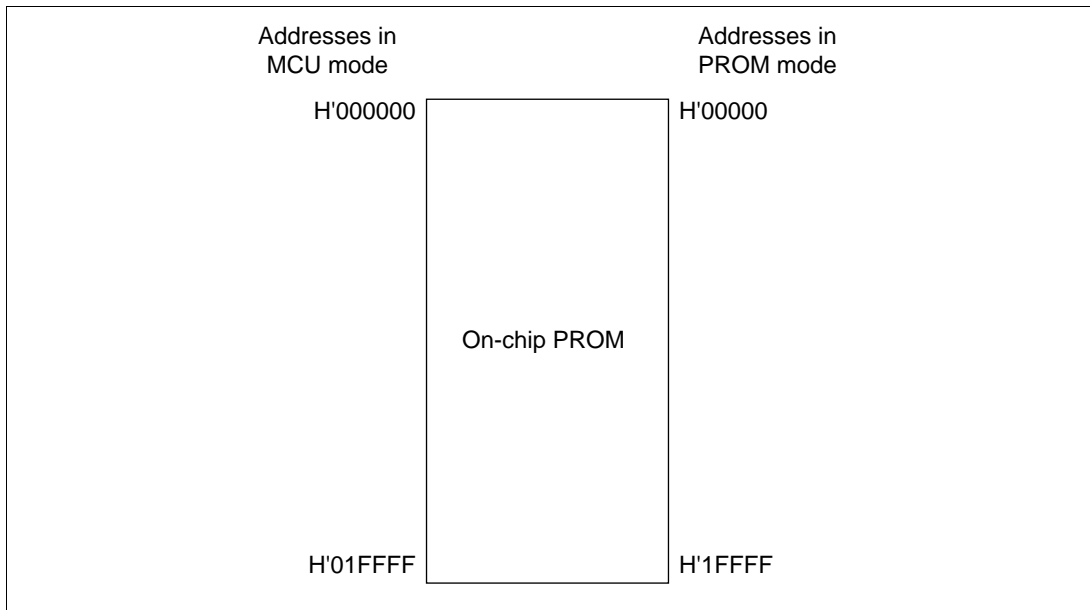 Addresses in
MCU mode
Addresses in
PROM mode
H'000000
H'00000
On-chip PROM
H'01FFFF
H'1FFFF